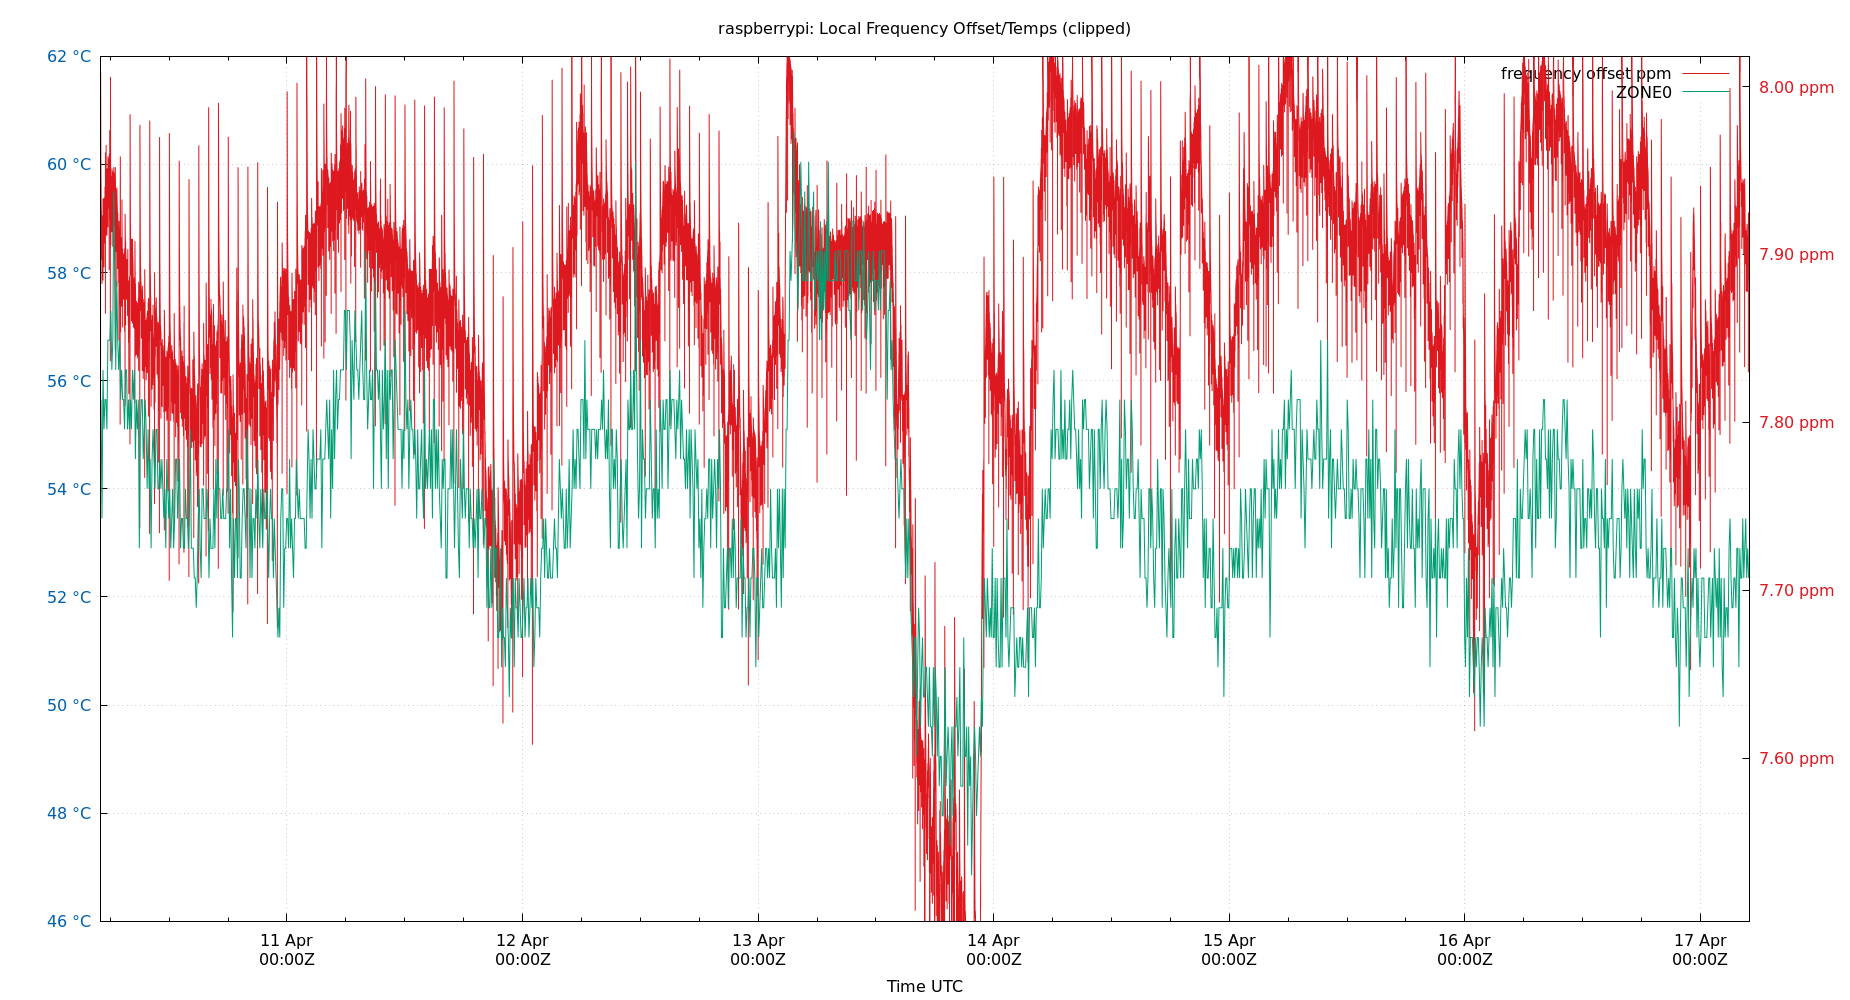 raspberrypi: Local Frequency Offset/Temps (clipped)
62 °C
60 °C
58 °C
56 °C
54 °C
52 °C
50 °C
48 °C
46 °C
frequency offset ppm
ZONE0
8.00 ppm
7.90 ppm
7.80 ppm
7.70 ppm
7.60 ppm
11 Apr
00:00Z
12 Apr
00:00Z
13 Apr
00:00Z
14 Apr
00:00Z
15 Apr
00:00Z
16 Apr
00:00Z
17 Apr
00:00Z
Time UTC